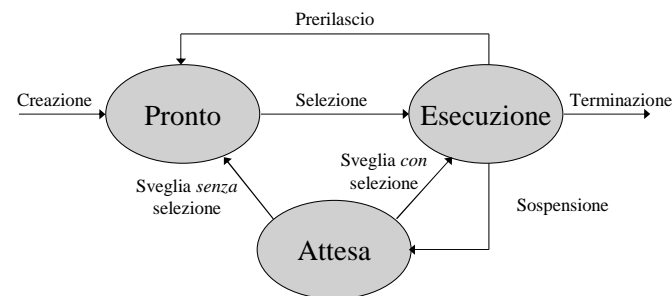 Prerilascio
Creazione
Pronto
Selezione
Esecuzione
Terminazione
Sveglia senza
selezione
Sveglia con
selezione
Sospensione
Attesa